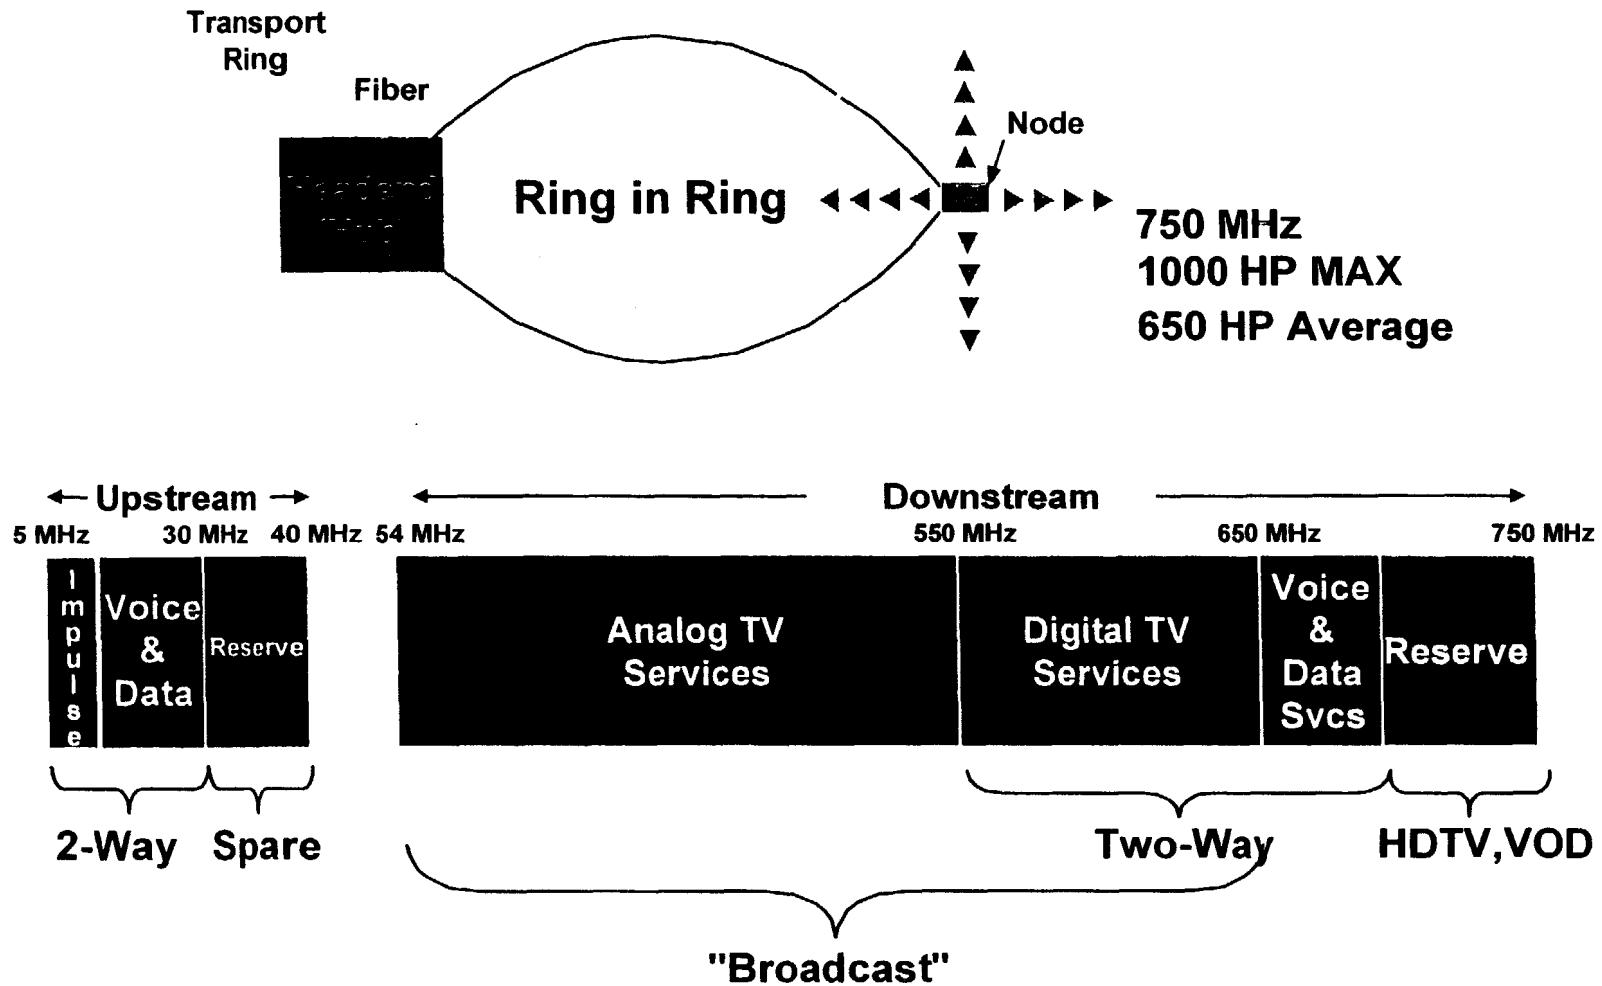 Transport
Ring
Fiber
Node
Ring in Ring
750 MHz
1000 HP MAX
650 HP Average
Upstream
Downstream
5 MHz
30 MHz
40 MHz
54 MHz
550 MHz
650 MHz
750 MHz
Impulse
Voice
&
Data
Reserve
Analog TV
Services
Digital TV
Services
Voice
&
Data
Svcs
Reserve
2-Way
Spare
Two-Way
HDTV,VOD
"Broadcast"